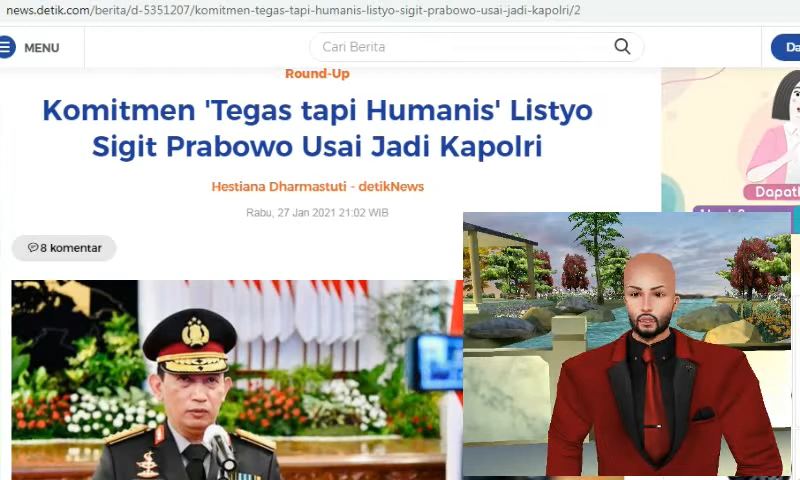 news.detik.com/berita/d-5351207/komitmen-tegas-tapi-humanis-listyo-sigit-prabowo-usai-jadi-kapolri/2
MENU
Cari Berita
Da
Round-Up
Komitmen 'Tegas tapi Humanis' Listyo
Sigit Prabowo Usai Jadi Kapolri
Hestiana Dharmastuti - detikNews
Rabu, 27 Jan 2021 21:02 WIB
8 komentar
Dapatk